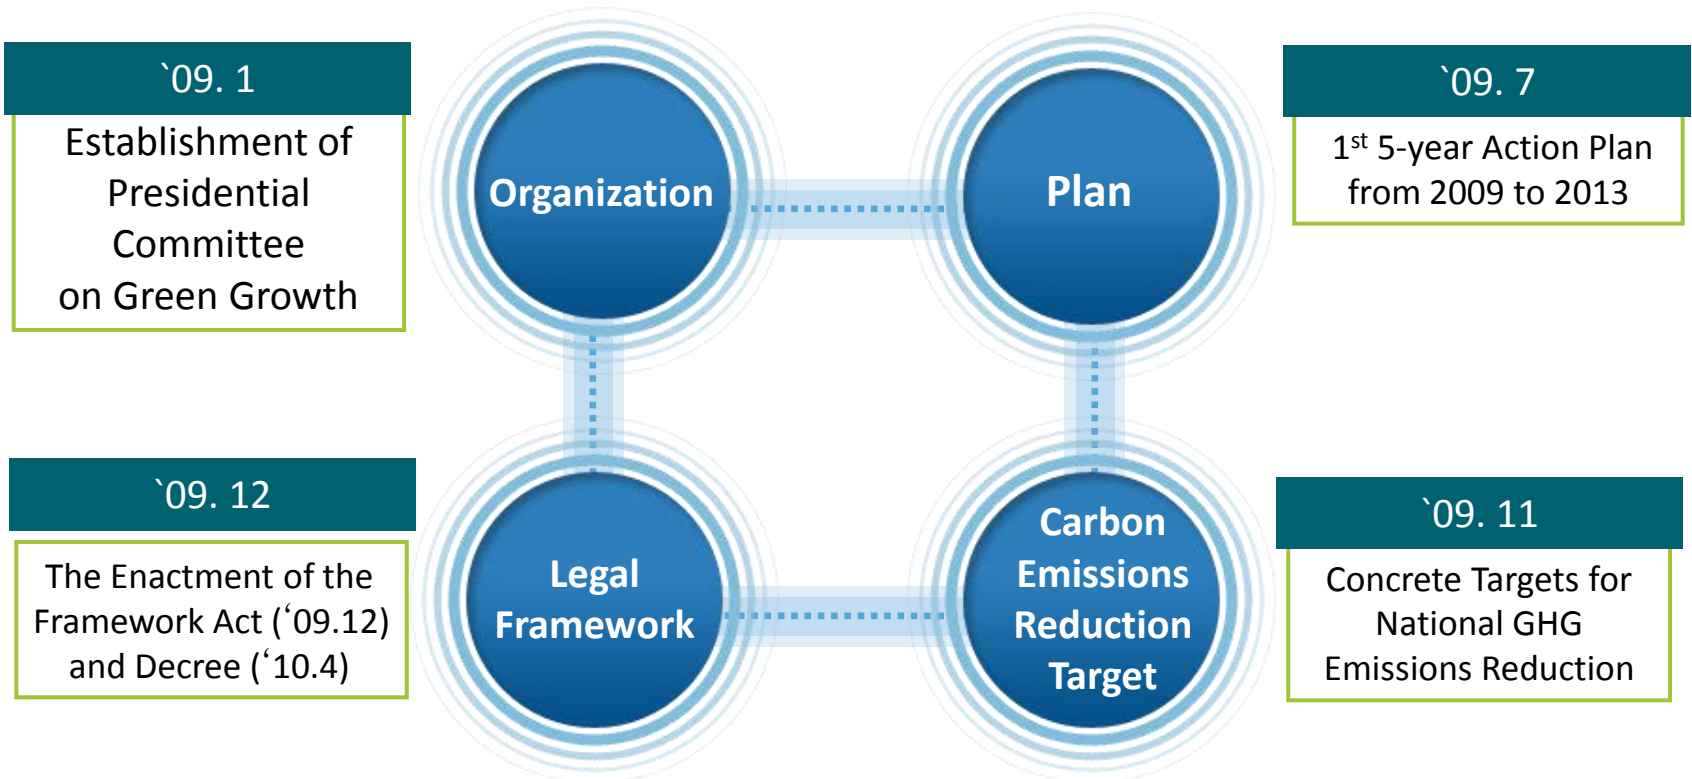 `09. 1
Establishment of
Presidential
Committee
on Green Growth
Organization
Plan
`09. 7
1st 5-year Action Plan
from 2009 to 2013
`09. 12
The Enactment of the
Framework Act (‘09.12)
and Decree (‘10.4)
Legal
Framework
Carbon
Emissions
Reduction
Target
`09. 11
Concrete Targets for
National GHG
Emissions Reduction